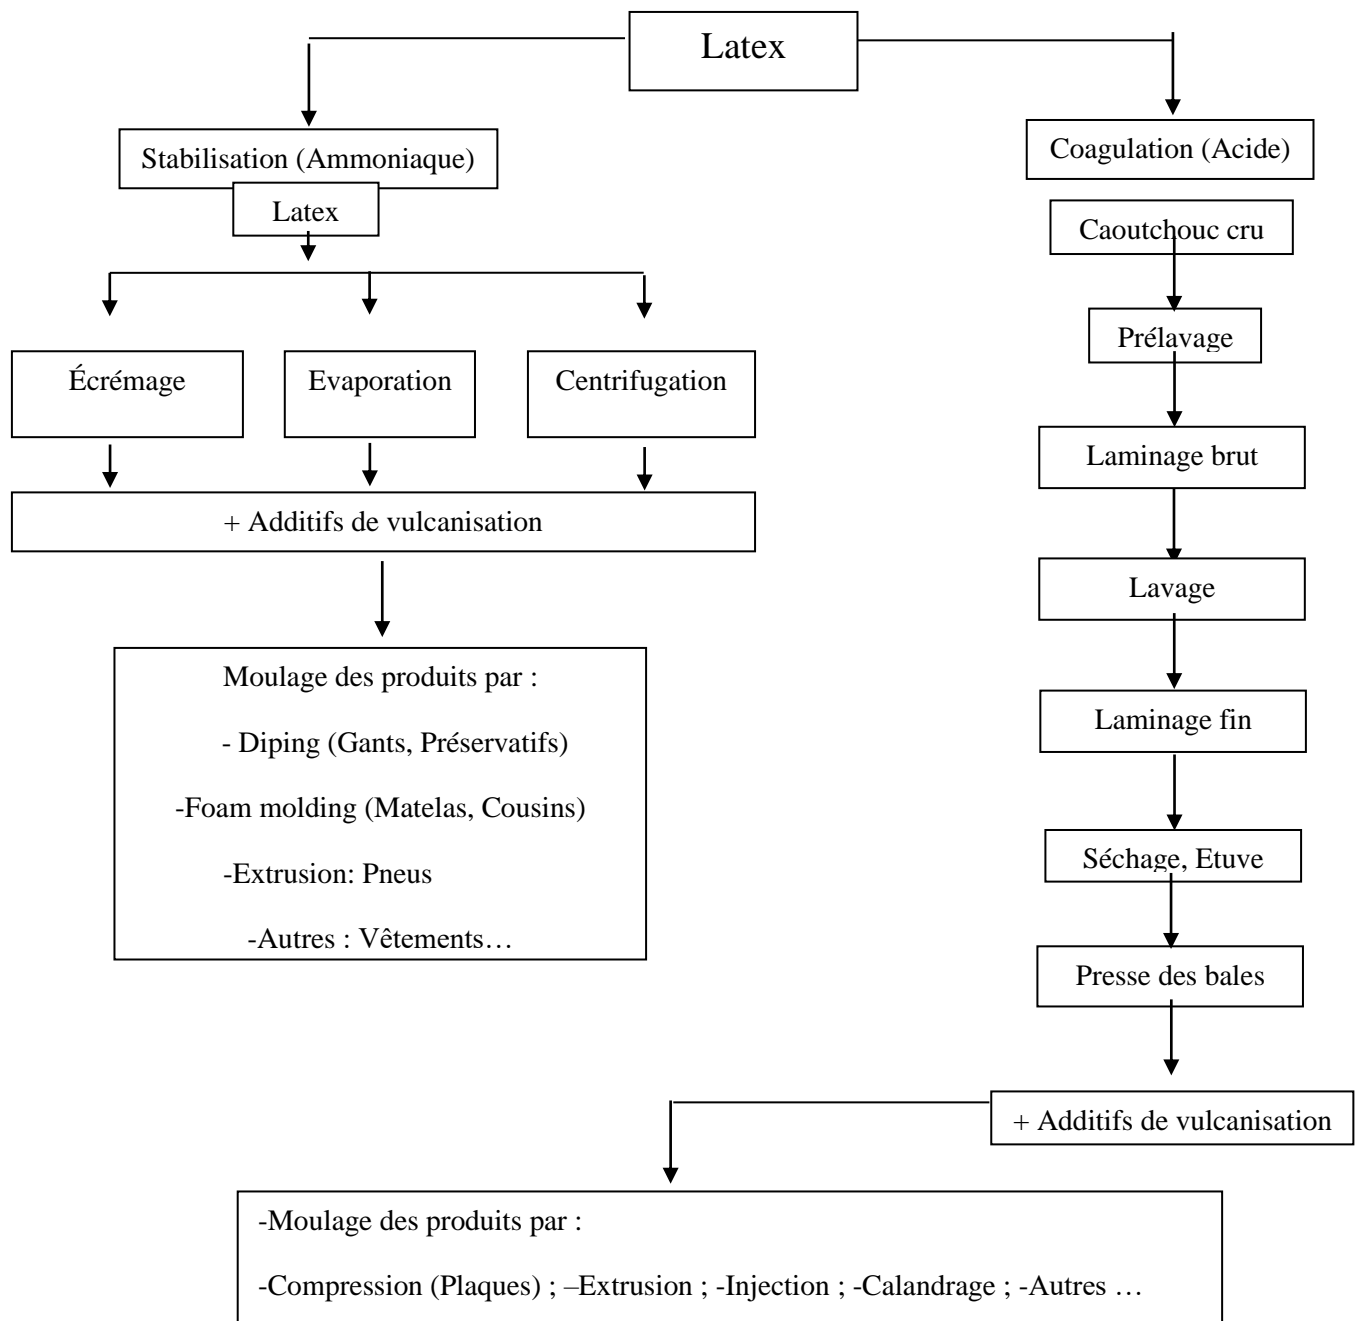 Latex
Stabilisation (Ammoniaque)
Latex
Écrémage
Evaporation
Centrifugation
+ Additifs de vulcanisation
Moulage des produits par :
- Diping (Gants, Préservatifs)
-Foam molding (Matelas, Cousins)
-Extrusion: Pneus
-Autres : Vêtements…
Coagulation (Acide)
Caoutchouc cru
Prélavage
Laminage brut
Lavage
Laminage fin
Séchage, Etuve
Presse des bales
+ Additifs de vulcanisation
-Moulage des produits par :
-Compression (Plaques) ; –Extrusion ; -Injection ; -Calandrage ; -Autres …